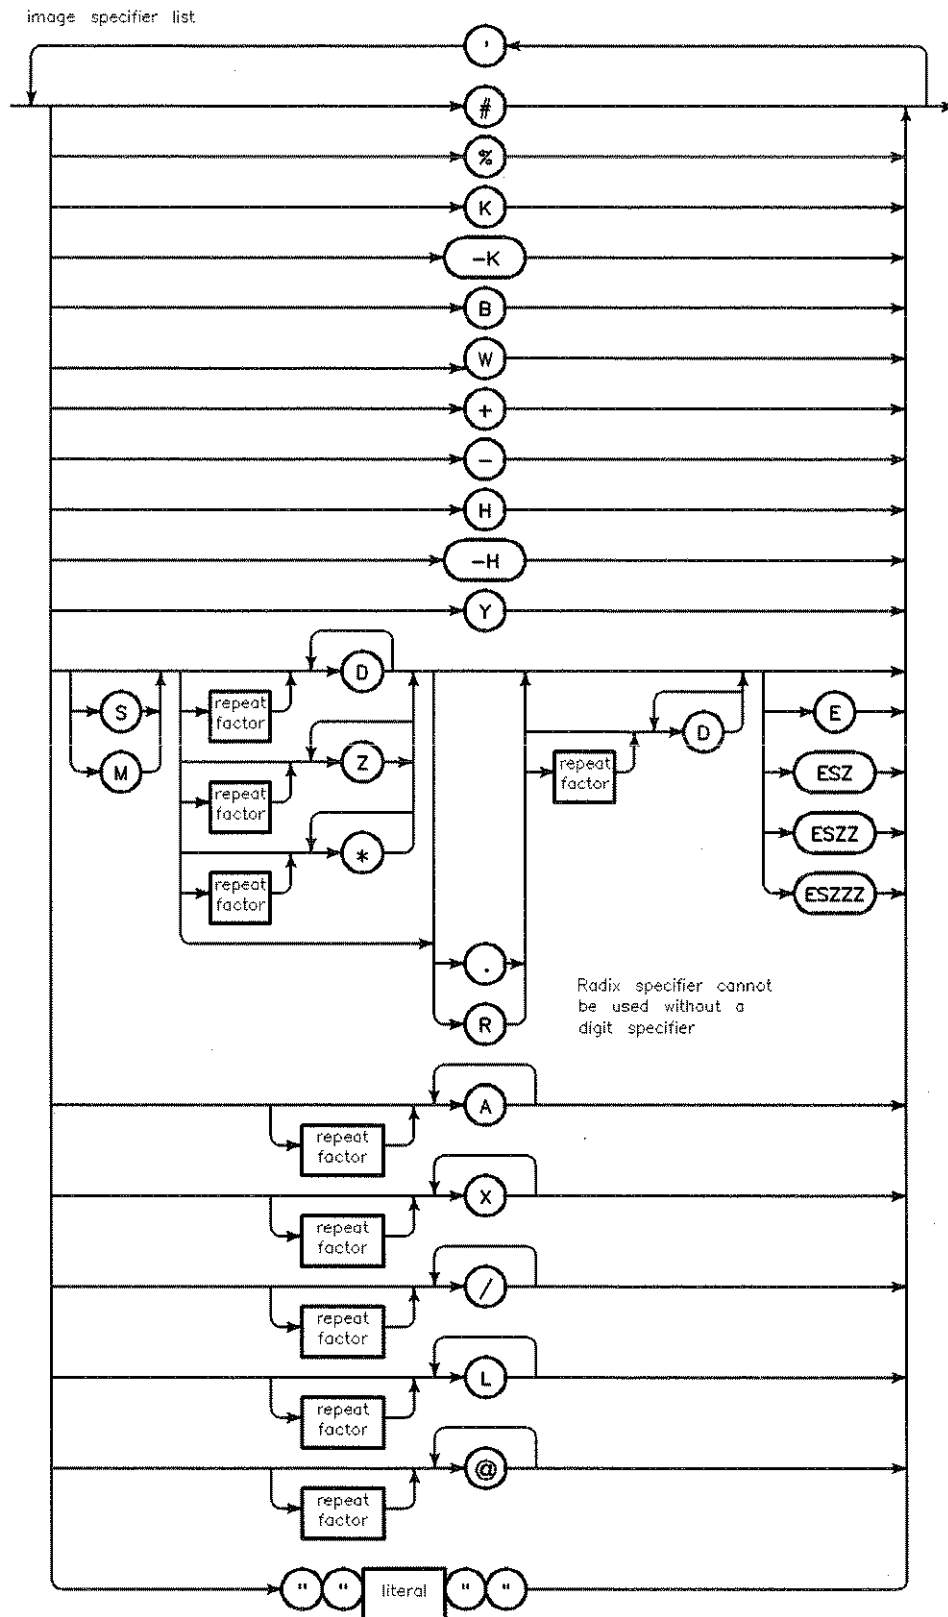 image specifier list
,
#
%
K
-K
B
W
+
-
H
-H
Y
D
repeat
factor
S
E
D
Z
repeat
factor
M
ESZ
repeat
factor
*
ESZZ
repeat
factor
ESZZZ
.
R
Radix specifier cannot
be used without a
digit specifier
A
repeat
factor
X
repeat
factor
/
repeat
factor
L
repeat
factor
@
repeat
factor
" " literal " "